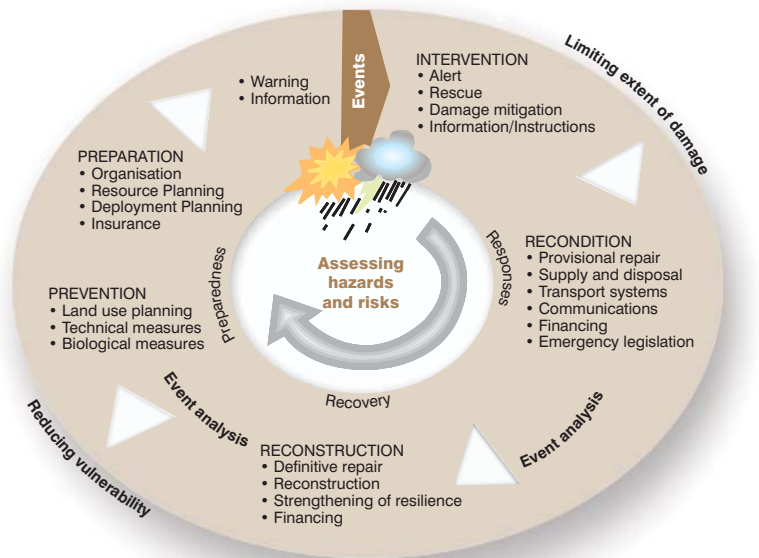 Events
INTERVENTION
• Alert
• Rescue
• Damage mitigation
• Information/Instructions
Limiting extent of damage
RECONDITION
• Provisional repair
• Supply and disposal
• Transport systems
• Communications
• Financing
• Emergency legislation
Event analysis
RECONSTRUCTION
• Definitive repair
• Reconstruction
• Strengthening of resilience
• Financing
Event analysis
Reducing vulnerability
PREVENTION
• Land use planning
• Technical measures
• Biological measures
PREPARATION
• Organisation
• Resource Planning
• Deployment Planning
• Insurance
• Warning
• Information
Responses
Recovery
Preparedness
Assessing
hazards
and risks